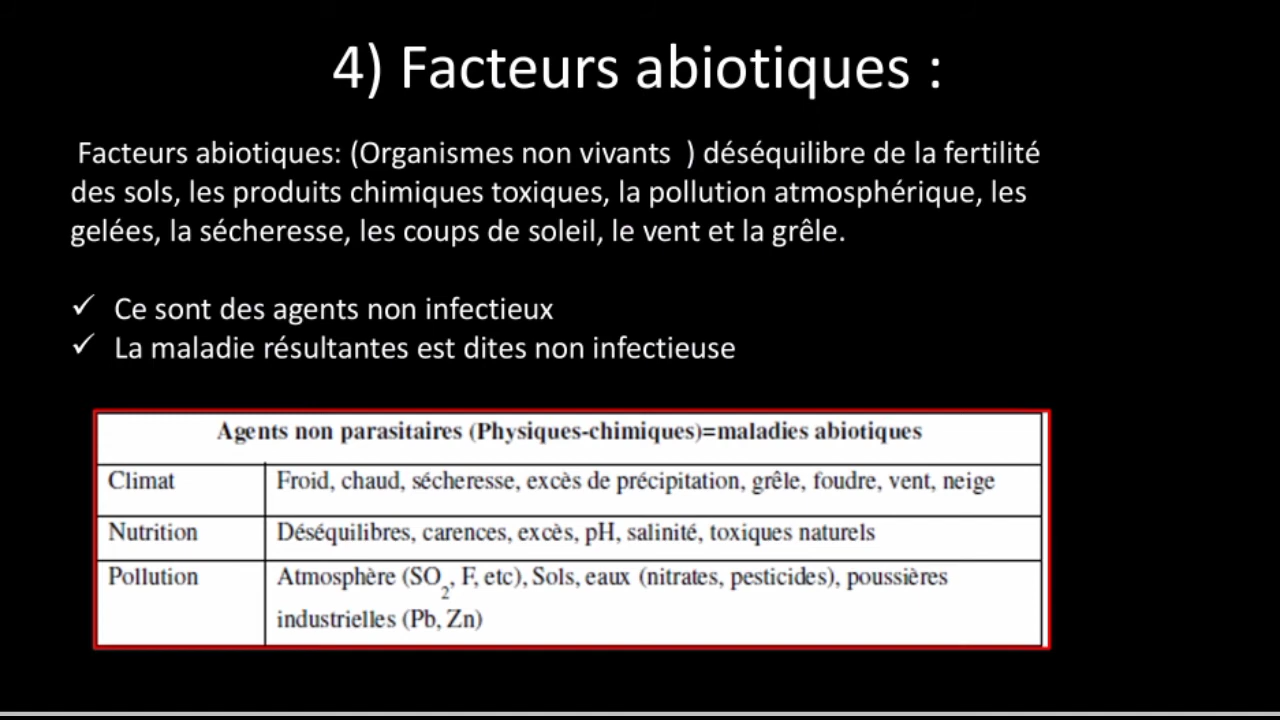 4) Facteurs abiotiques :
Facteurs abiotiques: (Organismes non vivants  ) déséquilibre de la fertilité
des sols, les produits chimiques toxiques, la pollution atmosphérique, les
gelées, la sécheresse, les coups de soleil, le vent et la grêle.
✓ Ce sont des agents non infectieux
✓ La maladie résultantes est dites non infectieuse
Agents non parasitaires (Physiques-chimiques)=maladies abiotiques
Climat Froid, chaud, sécheresse, excès de précipitation, grêle, foudre, vent, neige
Nutrition Déséquilibres, carences, excès, pH, salinité, toxiques naturels
Pollution Atmosphère (SO2, F, etc), Sols, eaux (nitrates, pesticides), poussières
industrielles (Pb, Zn)